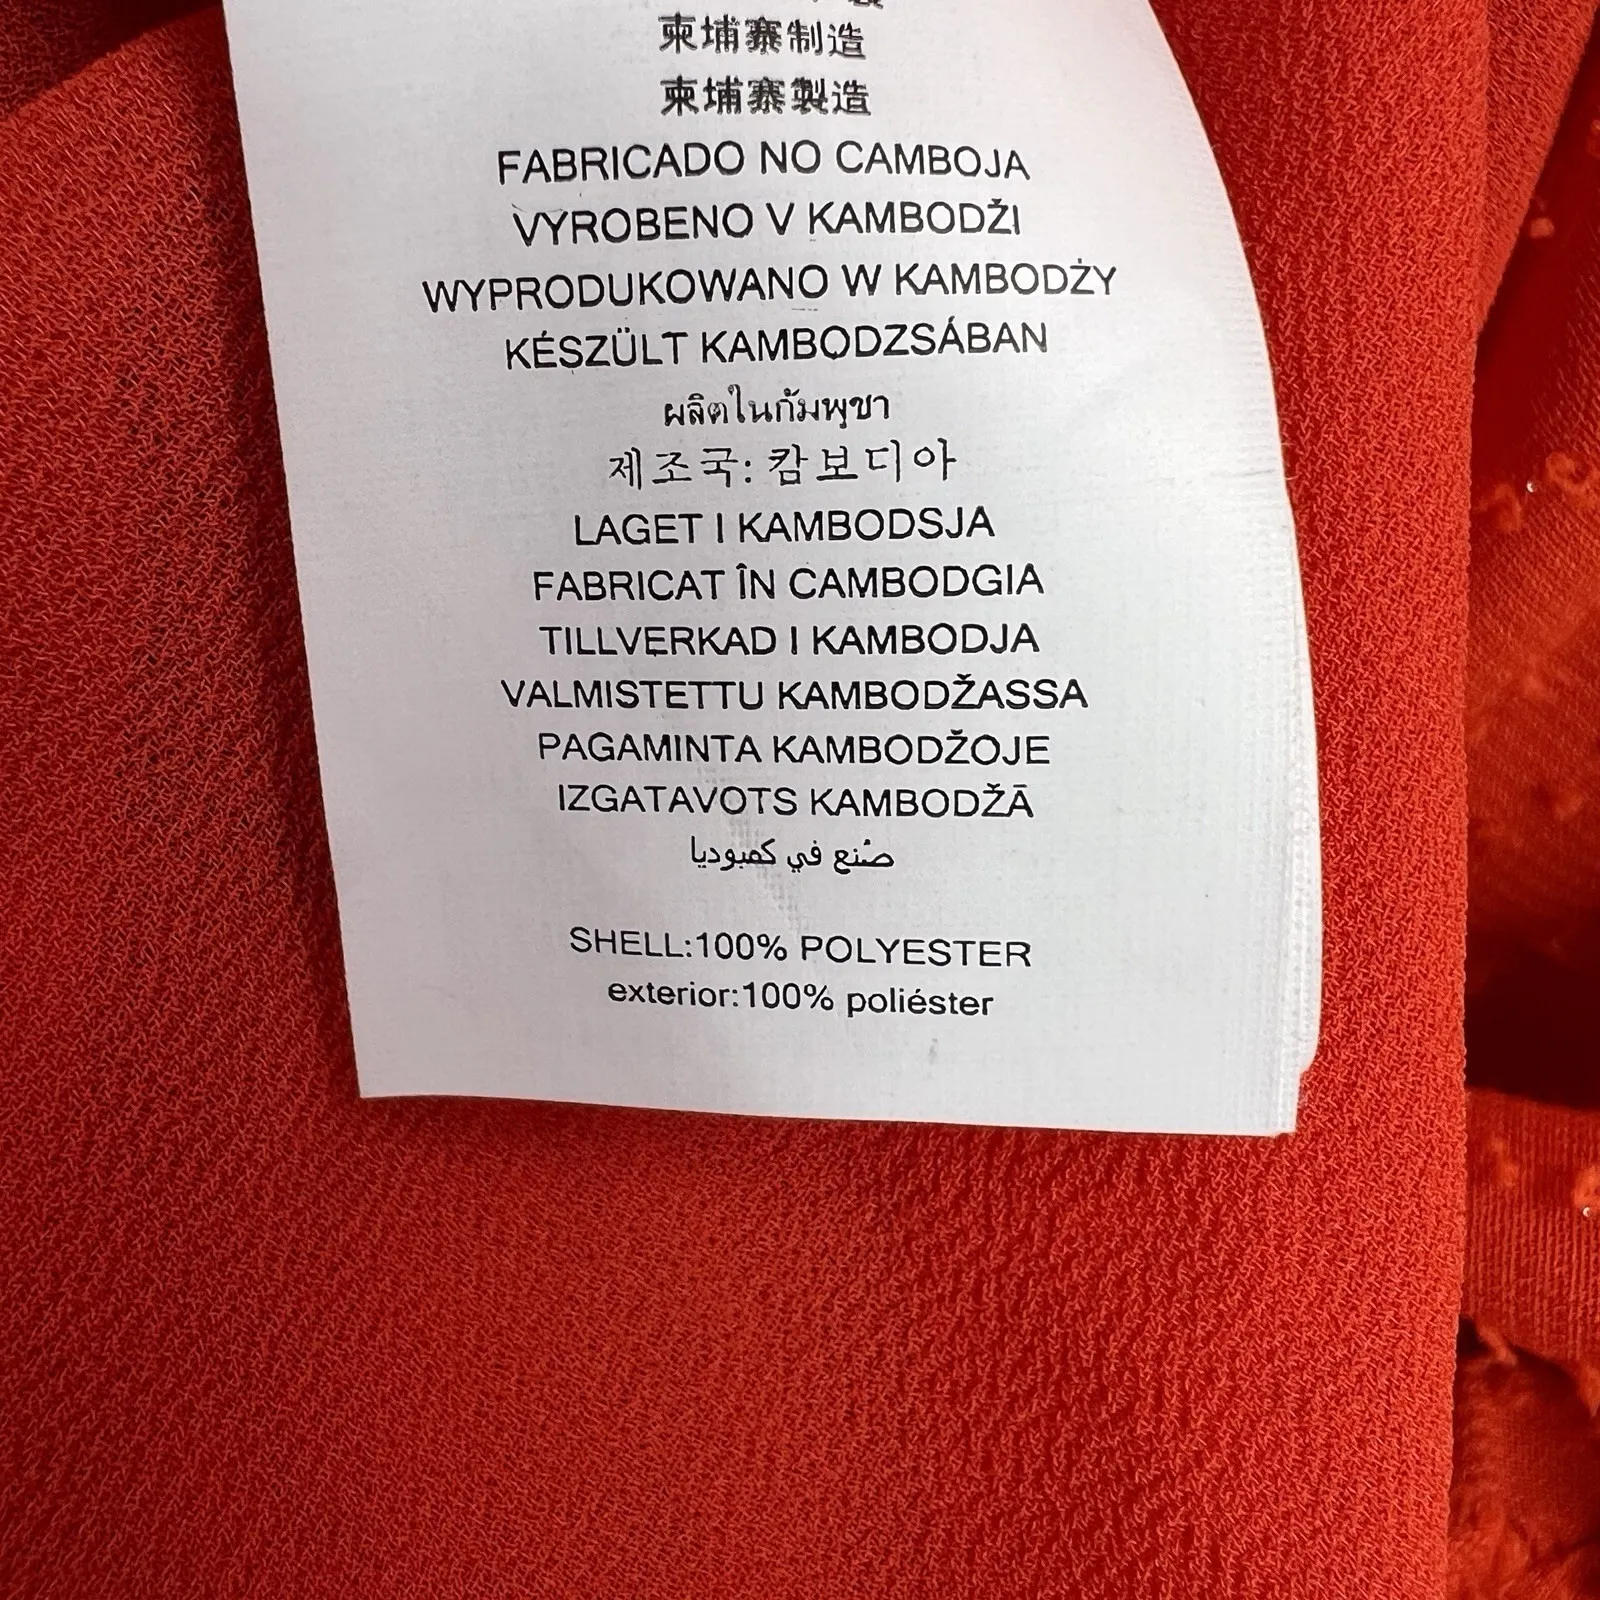 柬埔寨制造
柬埔寨製造
FABRICADO NO CAMBOJA
VYROBENO V KAMBODŽI
WYPRODUKOWANO W KAMBODŻY
KÉSZÜLT KAMBODZSÁBAN
ผลิตในกัมพูชา
제조국: 캄보디아
LAGET I KAMBODSJA
FABRICAT ÎN CAMBODGIA
TILLVERKAD I KAMBODJA
VALMISTETTU KAMBODŽASSA
PAGAMINTA KAMBODŽOJE
IZGATAVOTS KAMBODŽĀ
صُنع في كمبوديا
SHELL:100% POLYESTER
exterior:100% poliéster